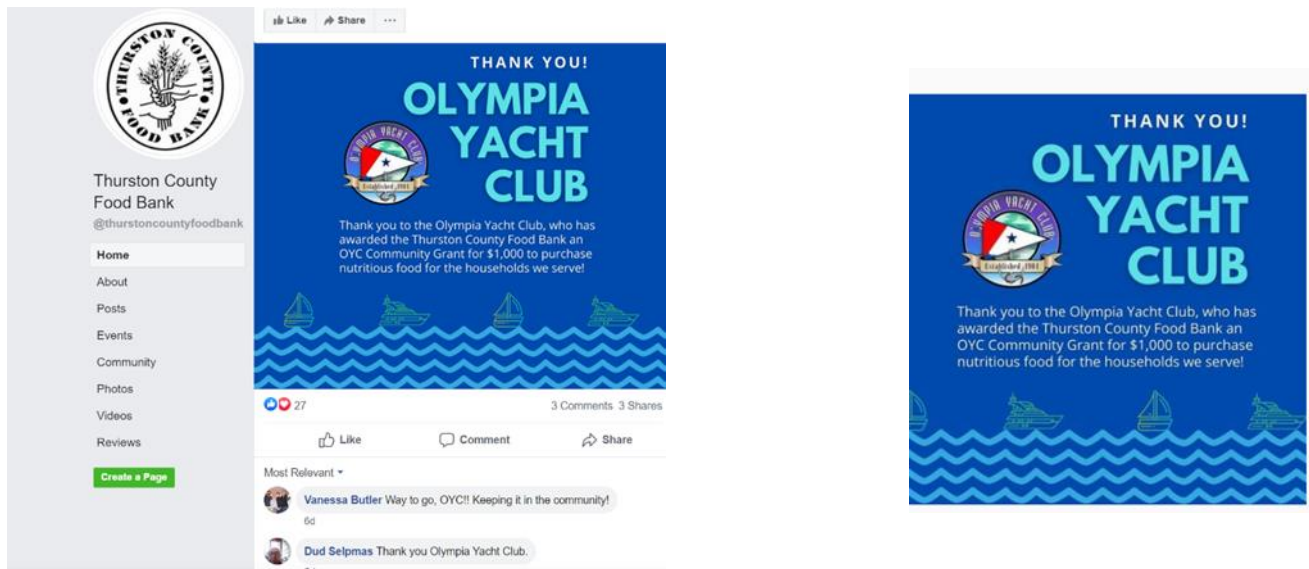 THURSTON COUNTY
FOOD BANK
Thurston County
Food Bank
@thurstoncountyfoodbank
Home
About
Posts
Events
Community
Photos
Videos
Reviews
Create a Page
Like Share ...
THANK YOU!
OLYMPIA
YACHT
CLUB
OLYMPIA YACHT CLUB
Established 1904
Thank you to the Olympia Yacht Club, who has
awarded the Thurston County Food Bank an
OYC Community Grant for $1,000 to purchase
nutritious food for the households we serve!
27
3 Comments 3 Shares
Like Comment Share
Most Relevant
Vanessa Butler Way to go, OYC!! Keeping it in the community!
6d
Dud Selpmas Thank you Olympia Yacht Club.
THANK YOU!
OLYMPIA
YACHT
CLUB
OLYMPIA YACHT CLUB
Established
Thank you to the Olympia Yacht Club, who has
awarded the Thurston County Food Bank an
OYC Community Grant for $1,000 to purchase
nutritious food for the households we serve!